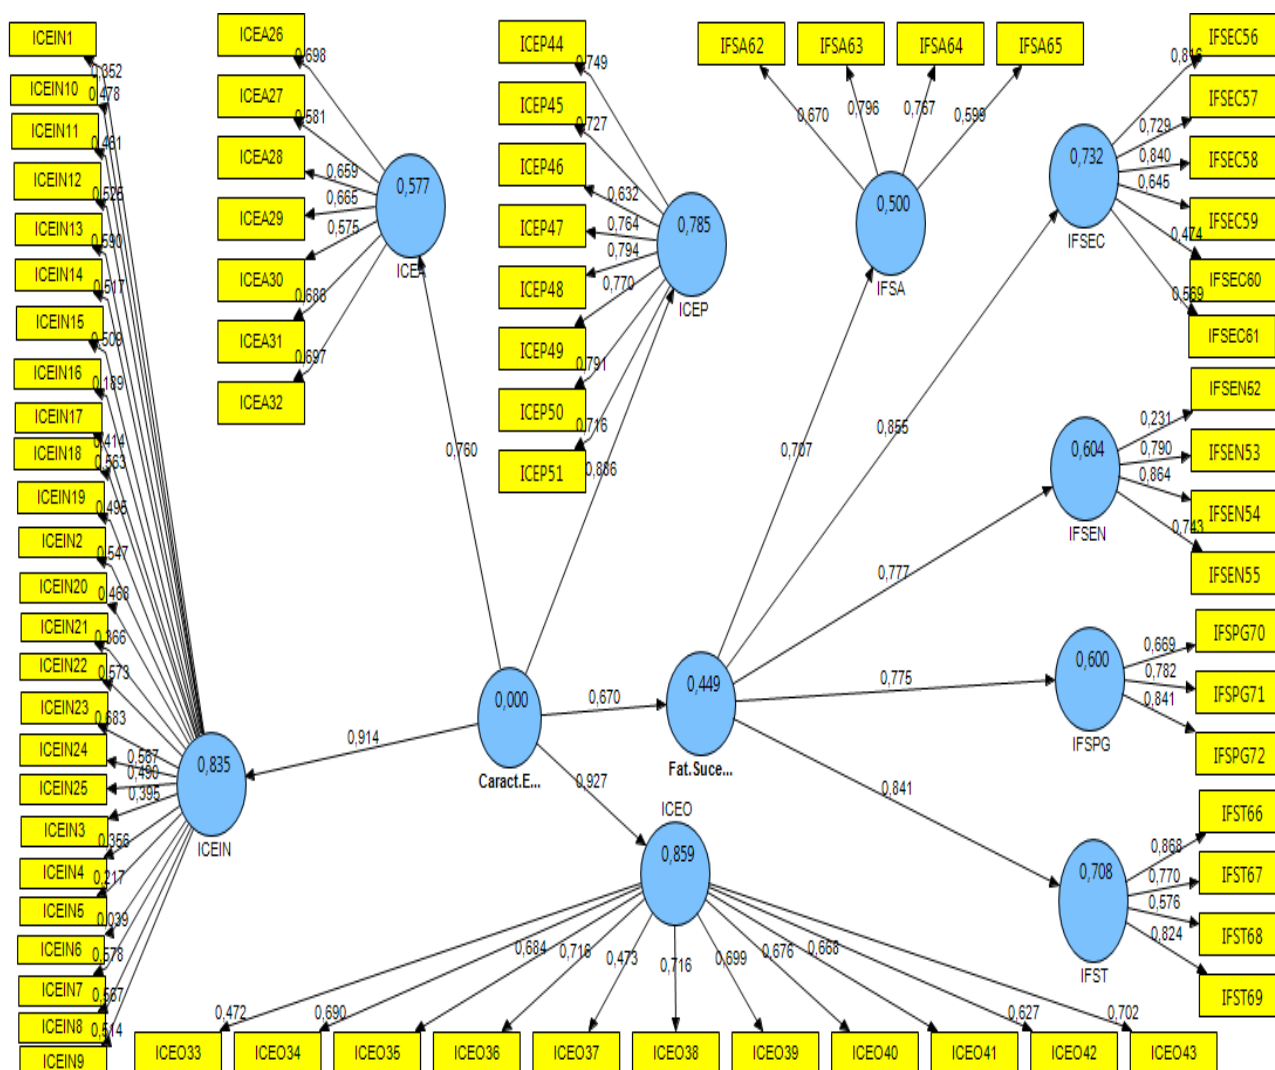 ICEIN1
0,352
ICEIN10
0,478
ICEIN11
0,461
ICEIN12
0,526
ICEIN13
0,590
ICEIN14
0,517
ICEIN15
0,509
ICEIN16
0,189
ICEIN17
0,414
ICEIN18
0,563
ICEIN19
0,495
ICEIN2
0,547
ICEIN20
0,468
ICEIN21
0,366
ICEIN22
0,573
ICEIN23
0,683
ICEIN24
0,567
0,490
ICEIN25
0,395
ICEIN3
0,356
ICEIN4
0,217
ICEIN5
0,039
ICEIN6
0,578
ICEIN7
0,567
ICEIN8
0,514
ICEIN9
0,835
ICEIN
ICEA26
0,698
ICEA27
0,581
ICEA28
0,659
0,665
ICEA29
0,575
ICEA30
0,688
ICEA31
0,697
ICEA32
0,577
ICEA
ICEP44
0,749
ICEP45
0,727
ICEP46
0,632
0,764
ICEP47
0,794
ICEP48
0,770
ICEP49
0,791
ICEP50
0,716
ICEP51
0,785
ICEP
IFSA62
IFSA63
IFSA64
IFSA65
0,670
0,796
0,767
0,599
0,500
IFSA
IFSEC56
0,816
IFSEC57
0,729
0,840
IFSEC58
0,645
IFSEC59
0,474
IFSEC60
0,569
IFSEC61
0,732
IFSEC
IFSEN52
0,231
0,790
IFSEN53
0,864
IFSEN54
0,743
IFSEN55
0,604
IFSEN
IFSPG70
0,669
0,782
IFSPG71
0,841
IFSPG72
0,600
IFSPG
IFST66
0,868
0,770
IFST67
0,576
0,824
IFST68
IFST69
0,708
IFST
0,760
0,886
0,707
0,855
0,777
0,775
0,841
0,670
0,914
0,927
0,000
Caract.E...
0,449
Fat.Suce...
ICEO
0,859
0,472
0,690
0,684
0,716
0,473
0,716
0,699
0,676
0,668
0,627
0,702
ICEO33
ICEO34
ICEO35
ICEO36
ICEO37
ICEO38
ICEO39
ICEO40
ICEO41
ICEO42
ICEO43